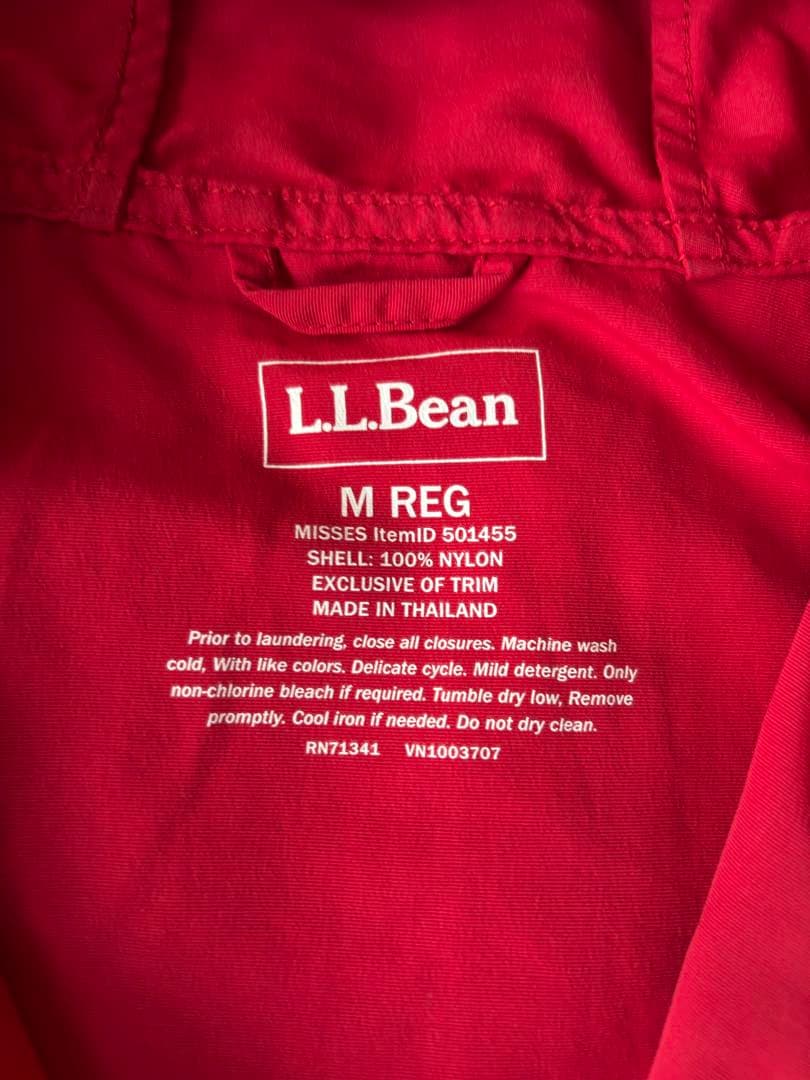 L.L.Bean
M REG
MISSES ItemID 501455
SHELL: 100% NYLON
EXCLUSIVE OF TRIM
MADE IN THAILAND
Prior to laundering, close all closures. Machine wash
cold, With like colors. Delicate cycle. Mild detergent. Only
non-chlorine bleach if required. Tumble dry low, Remove
promptly. Cool iron if needed. Do not dry clean.
RN71341 VN1003707